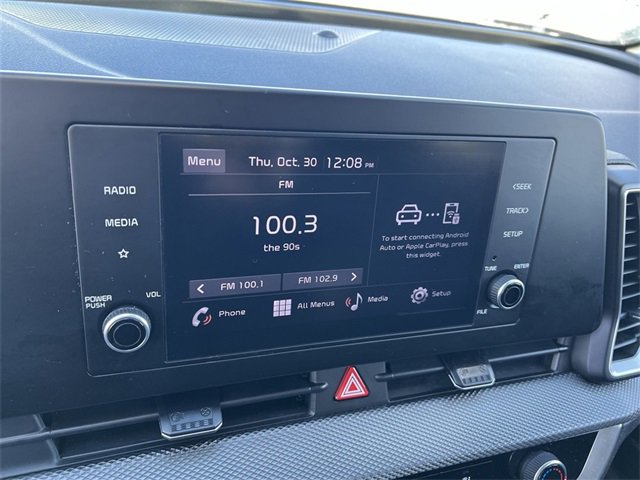 Menu Thu, Oct. 30 12:08 PM
FM
100.3
the 90s
To start connecting Android
Auto or Apple CarPlay, press
this widget.
< FM 100.1 FM 102.9 >
Phone All Menus Media Setup
RADIO
MEDIA
POWER
PUSH
VOL
<SEEK
TRACK>
SETUP
TUNE ENTER
FILE